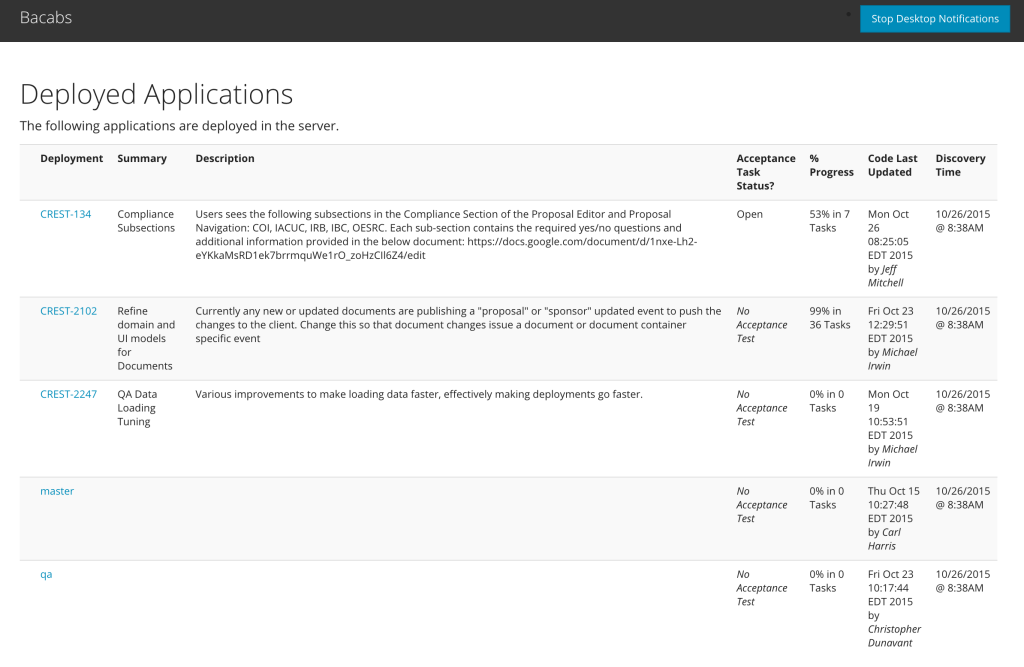 Bacabs
Stop Desktop Notifications
Deployed Applications
The following applications are deployed in the server.
Deployment Summary Description Acceptance Task Status? % Progress Code Last Updated Discovery Time
CREST-134
Compliance
Subsections
Users sees the following subsections in the Compliance Section of the Proposal Editor and Proposal
Navigation: COI, IACUC, IRB, IBC, OESRC. Each sub-section contains the required yes/no questions and
additional information provided in the below document: https://docs.google.com/document/d/1nxe-Lh2-
eYKkaMsRD1ek7brrmquWe1rO_zoHzCIl6Z4/edit
Open
53% in 7
Tasks
Mon Oct
26
08:25:05
EDT 2015
by Jeff
Mitchell
10/26/2015
@ 8:38AM
CREST-2102
Refine
domain and
UI models
for
Documents
Currently any new or updated documents are publishing a "proposal" or "sponsor" updated event to push the
changes to the client. Change this so that document changes issue a document or document container
specific event
No
Acceptance
Test
99% in
36 Tasks
Fri Oct 23
12:29:51
EDT 2015
by Michael
Irwin
10/26/2015
@ 8:38AM
CREST-2247
QA Data
Loading
Tuning
Various improvements to make loading data faster, effectively making deployments go faster.
No
Acceptance
Test
0% in 0
Tasks
Mon Oct
19
10:53:51
EDT 2015
by Michael
Irwin
10/26/2015
@ 8:38AM
master
No
Acceptance
Test
0% in 0
Tasks
Thu Oct 15
10:27:48
EDT 2015
by Carl
Harris
10/26/2015
@ 8:38AM
qa
No
Acceptance
Test
0% in 0
Tasks
Fri Oct 23
10:17:44
EDT 2015
by
Christopher
Dunavant
10/26/2015
@ 8:38AM